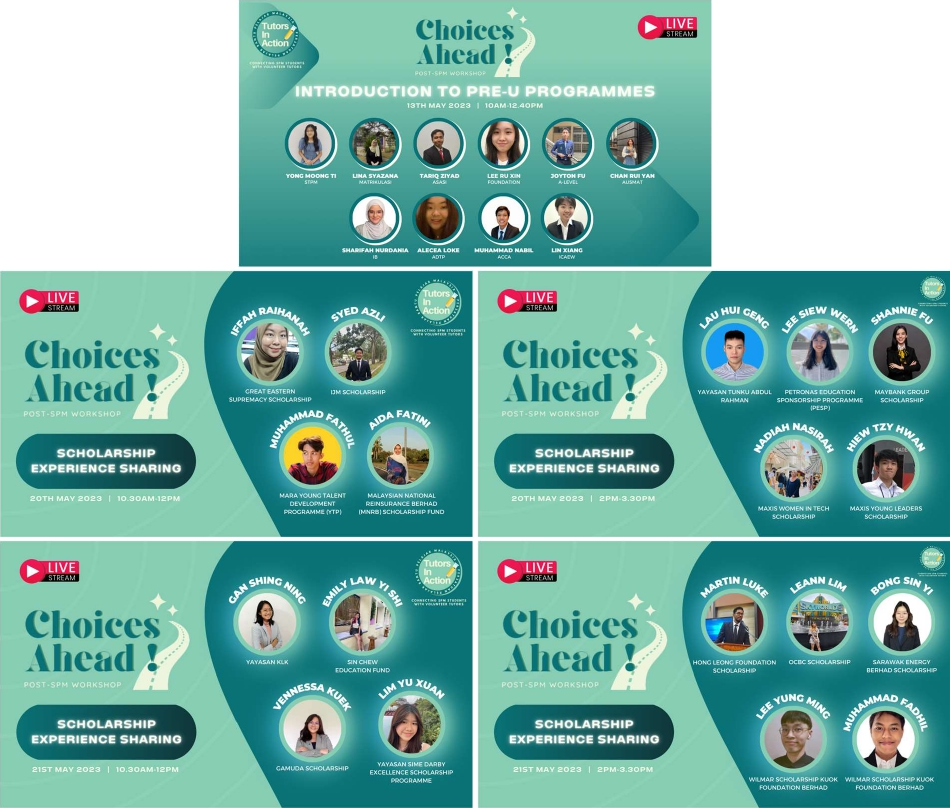 Tutors
In
Action
CONNECTING SPM STUDENTS
WITH VOLUNTEER TUTORS
Choices
Ahead !
POST-SPM WORKSHOP
LIVE
STREAM
INTRODUCTION TO PRE-U PROGRAMMES
13TH MAY 2023 | 10AM-12.40PM
YONG MOONG TI
STPM
LINA SYAZANA
MATRIKULASI
TARIQ ZIYAD
ASASI
LEE RU XIN
FOUNDATION
JOYTON FU
A-LEVEL
CHAN RUI YAN
AUSMAT
SHARIFAH NURDANIA
IB
ALECEA LOKE
ADTP
MUHAMMAD NABIL
ACCA
LIN XIANG
ICAEW
LIVE
STREAM
Choices
Ahead !
POST-SPM WORKSHOP
SCHOLARSHIP
EXPERIENCE SHARING
20TH MAY 2023 | 10.30AM-12PM
Tutors
In
Action
CONNECTING SPM STUDENTS
WITH VOLUNTEER TUTORS
IFFAH RAIHANAH
GREAT EASTERN
SUPREMACY SCHOLARSHIP
SYED AZLI
IJM SCHOLARSHIP
MUHAMMAD FATHUL
MARA YOUNG TALENT
DEVELOPMENT
PROGRAMME (YTP)
AIDA FATINI
MALAYSIAN NATIONAL
REINSURANCE BERHAD
(MNRB) SCHOLARSHIP FUND
LIVE
STREAM
Choices
Ahead !
POST-SPM WORKSHOP
SCHOLARSHIP
EXPERIENCE SHARING
20TH MAY 2023 | 2PM-3.30PM
Tutors
In
Action
LAU HUI GENG
YAYASAN TUNKU ABDUL
RAHMAN
LEE SIEW WERN
PETRONAS EDUCATION
SPONSORSHIP PROGRAMME
(PESP)
SHANNIE FU
MAYBANK GROUP
SCHOLARSHIP
NADIAH NASIRAH
MAXIS WOMEN IN TECH
SCHOLARSHIP
HIEW TZY HWAN
MAXIS YOUNG LEADERS
SCHOLARSHIP
LIVE
STREAM
Choices
Ahead !
POST-SPM WORKSHOP
SCHOLARSHIP
EXPERIENCE SHARING
21ST MAY 2023 | 10.30AM-12PM
Tutors
In
Action
CONNECTING SPM STUDENTS
WITH VOLUNTEER TUTORS
GAN SHING NING
YAYASAN KLK
EMILY LAW YI SHI
SIN CHEW
EDUCATION FUND
VENNESSA KUEK
GAMUDA SCHOLARSHIP
LIM YU XUAN
YAYASAN SIME DARBY
EXCELLENCE SCHOLARSHIP
PROGRAMME
LIVE
STREAM
Choices
Ahead !
POST-SPM WORKSHOP
SCHOLARSHIP
EXPERIENCE SHARING
21ST MAY 2023 | 2PM-3.30PM
Tutors
In
Action
MARTIN LUKE
HONG LEONG FOUNDATION
SCHOLARSHIP
LEANN LIM
OCBC SCHOLARSHIP
BONG SIN YI
SARAWAK ENERGY
BERHAD SCHOLARSHIP
LEE YUNG MING
WILMAR SCHOLARSHIP KUOK
FOUNDATION BERHAD
MUHAMMAD FADHIL
WILMAR SCHOLARSHIP KUOK
FOUNDATION BERHAD